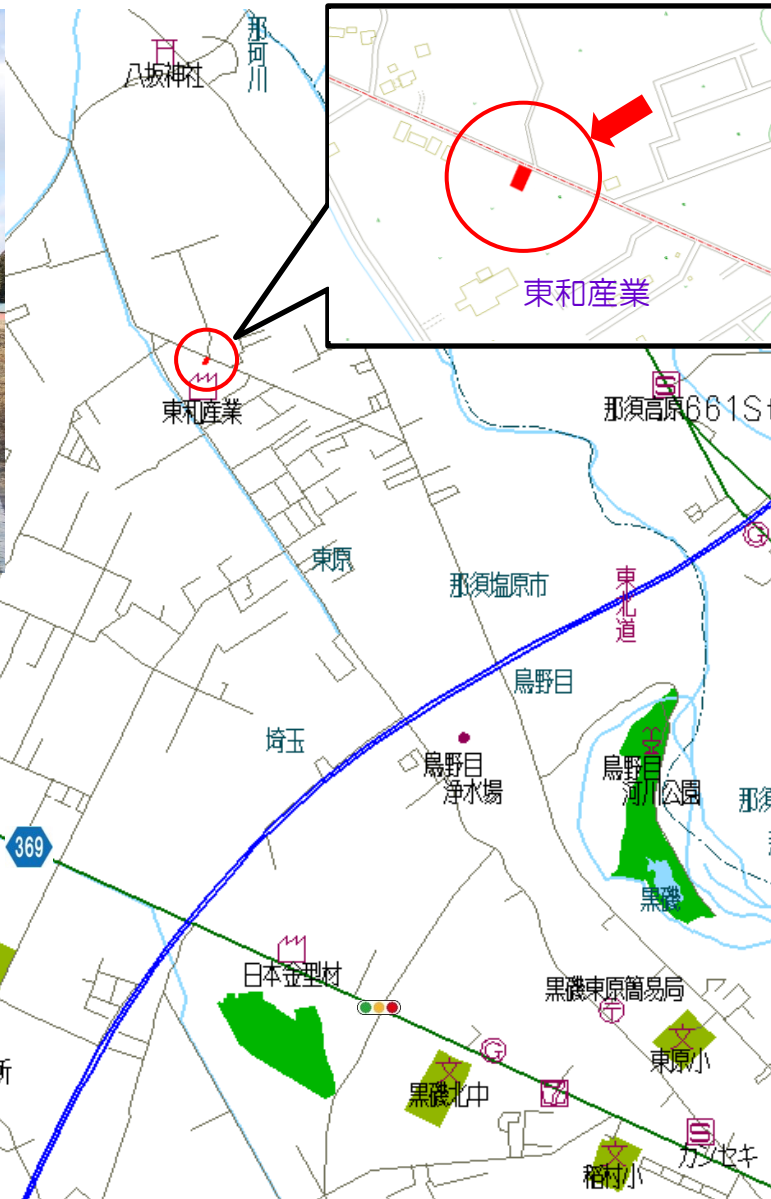 那珂川
八坂神社
東和産業
東和産業
那須高原661St
東原
那須塩原市
東北道
鳥野目
埼玉
鳥野目
浄水場
鳥野目
河川公園
那須
369
黒磯
日本金型材
黒磯東原簡易局
東原小
黒磯北中
カンセキ
稲村小